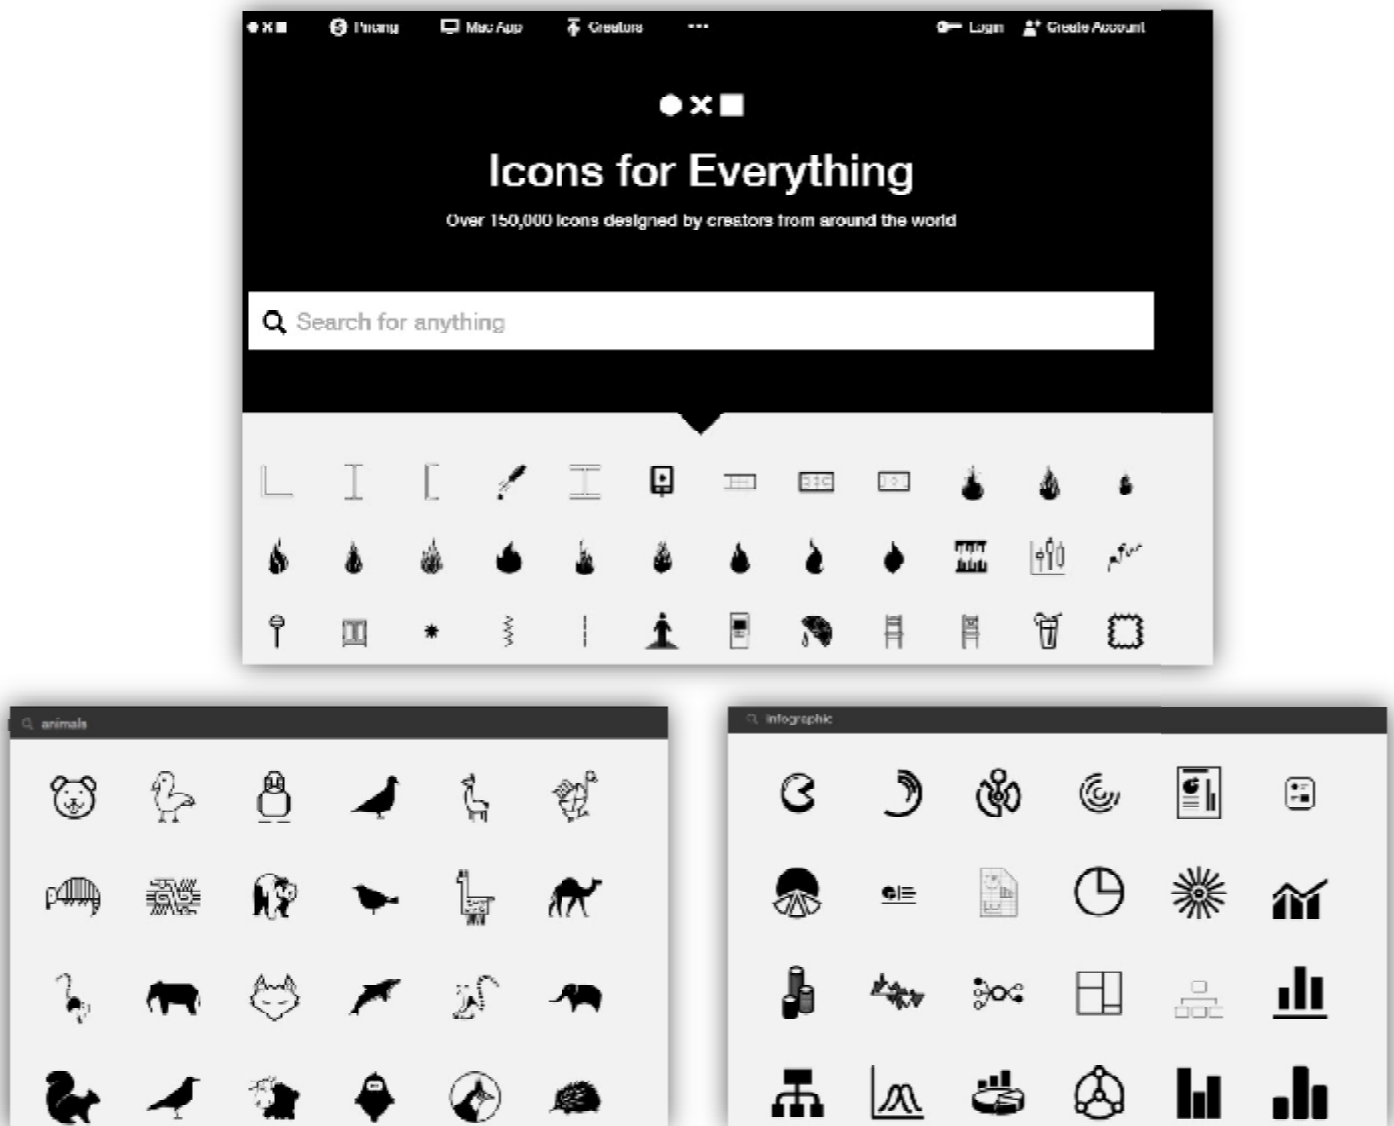 Pricing
Mac App
Creators
Login
Create Account
Icons for Everything
Over 150,000 icons designed by creators from around the world
Search for anything
animals
infographic